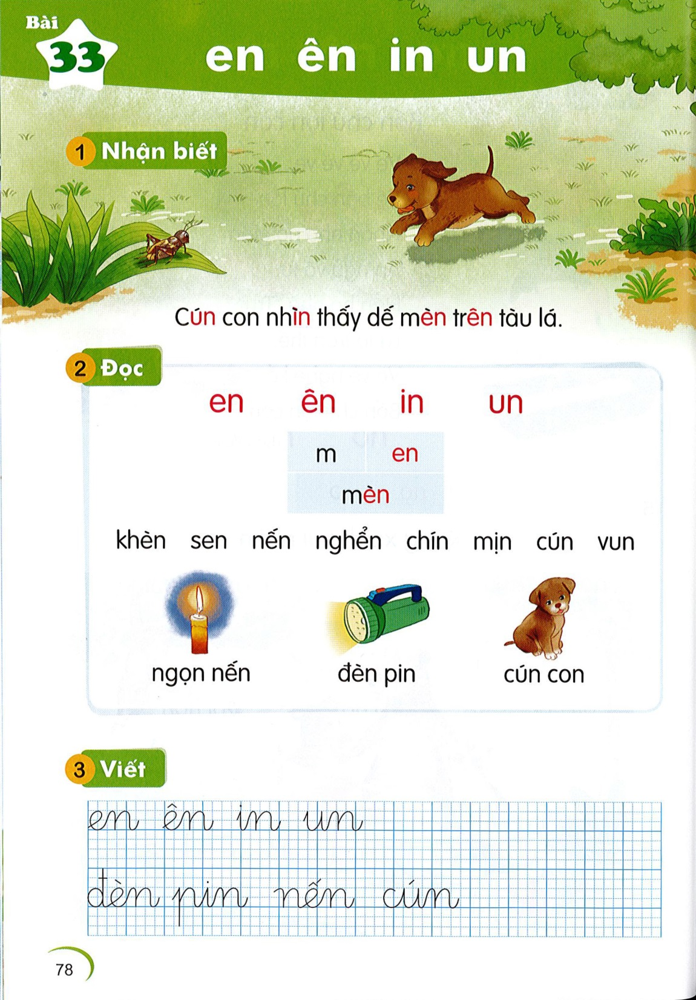 Bài
33
en ên in un
1 Nhận biết
Cún con nhìn thấy dế mèn trên tàu lá.
2 Đọc
en ên in un
m en
mèn
khèn sen nến nghển chín mịn cún vun
ngọn nến đèn pin cún con
3 Viết
en ên in un
đèn pin nến cún
78